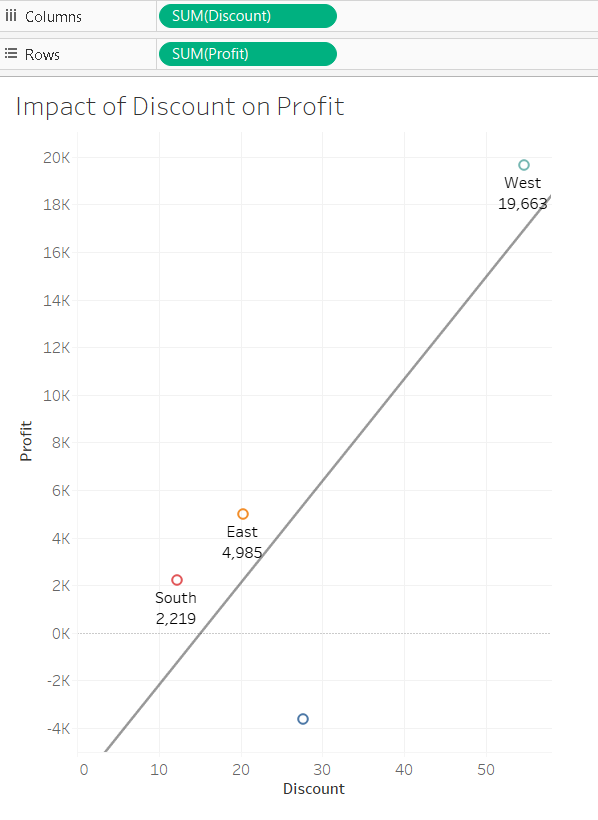 Columns
SUM(Discount)
Rows
SUM(Profit)
Impact of Discount on Profit
20K
18K
16K
14K
12K
10K
8K
6K
4K
2K
0K
-2K
-4K
Profit
West
19,663
East
4,985
South
2,219
0 10 20 30 40 50
Discount